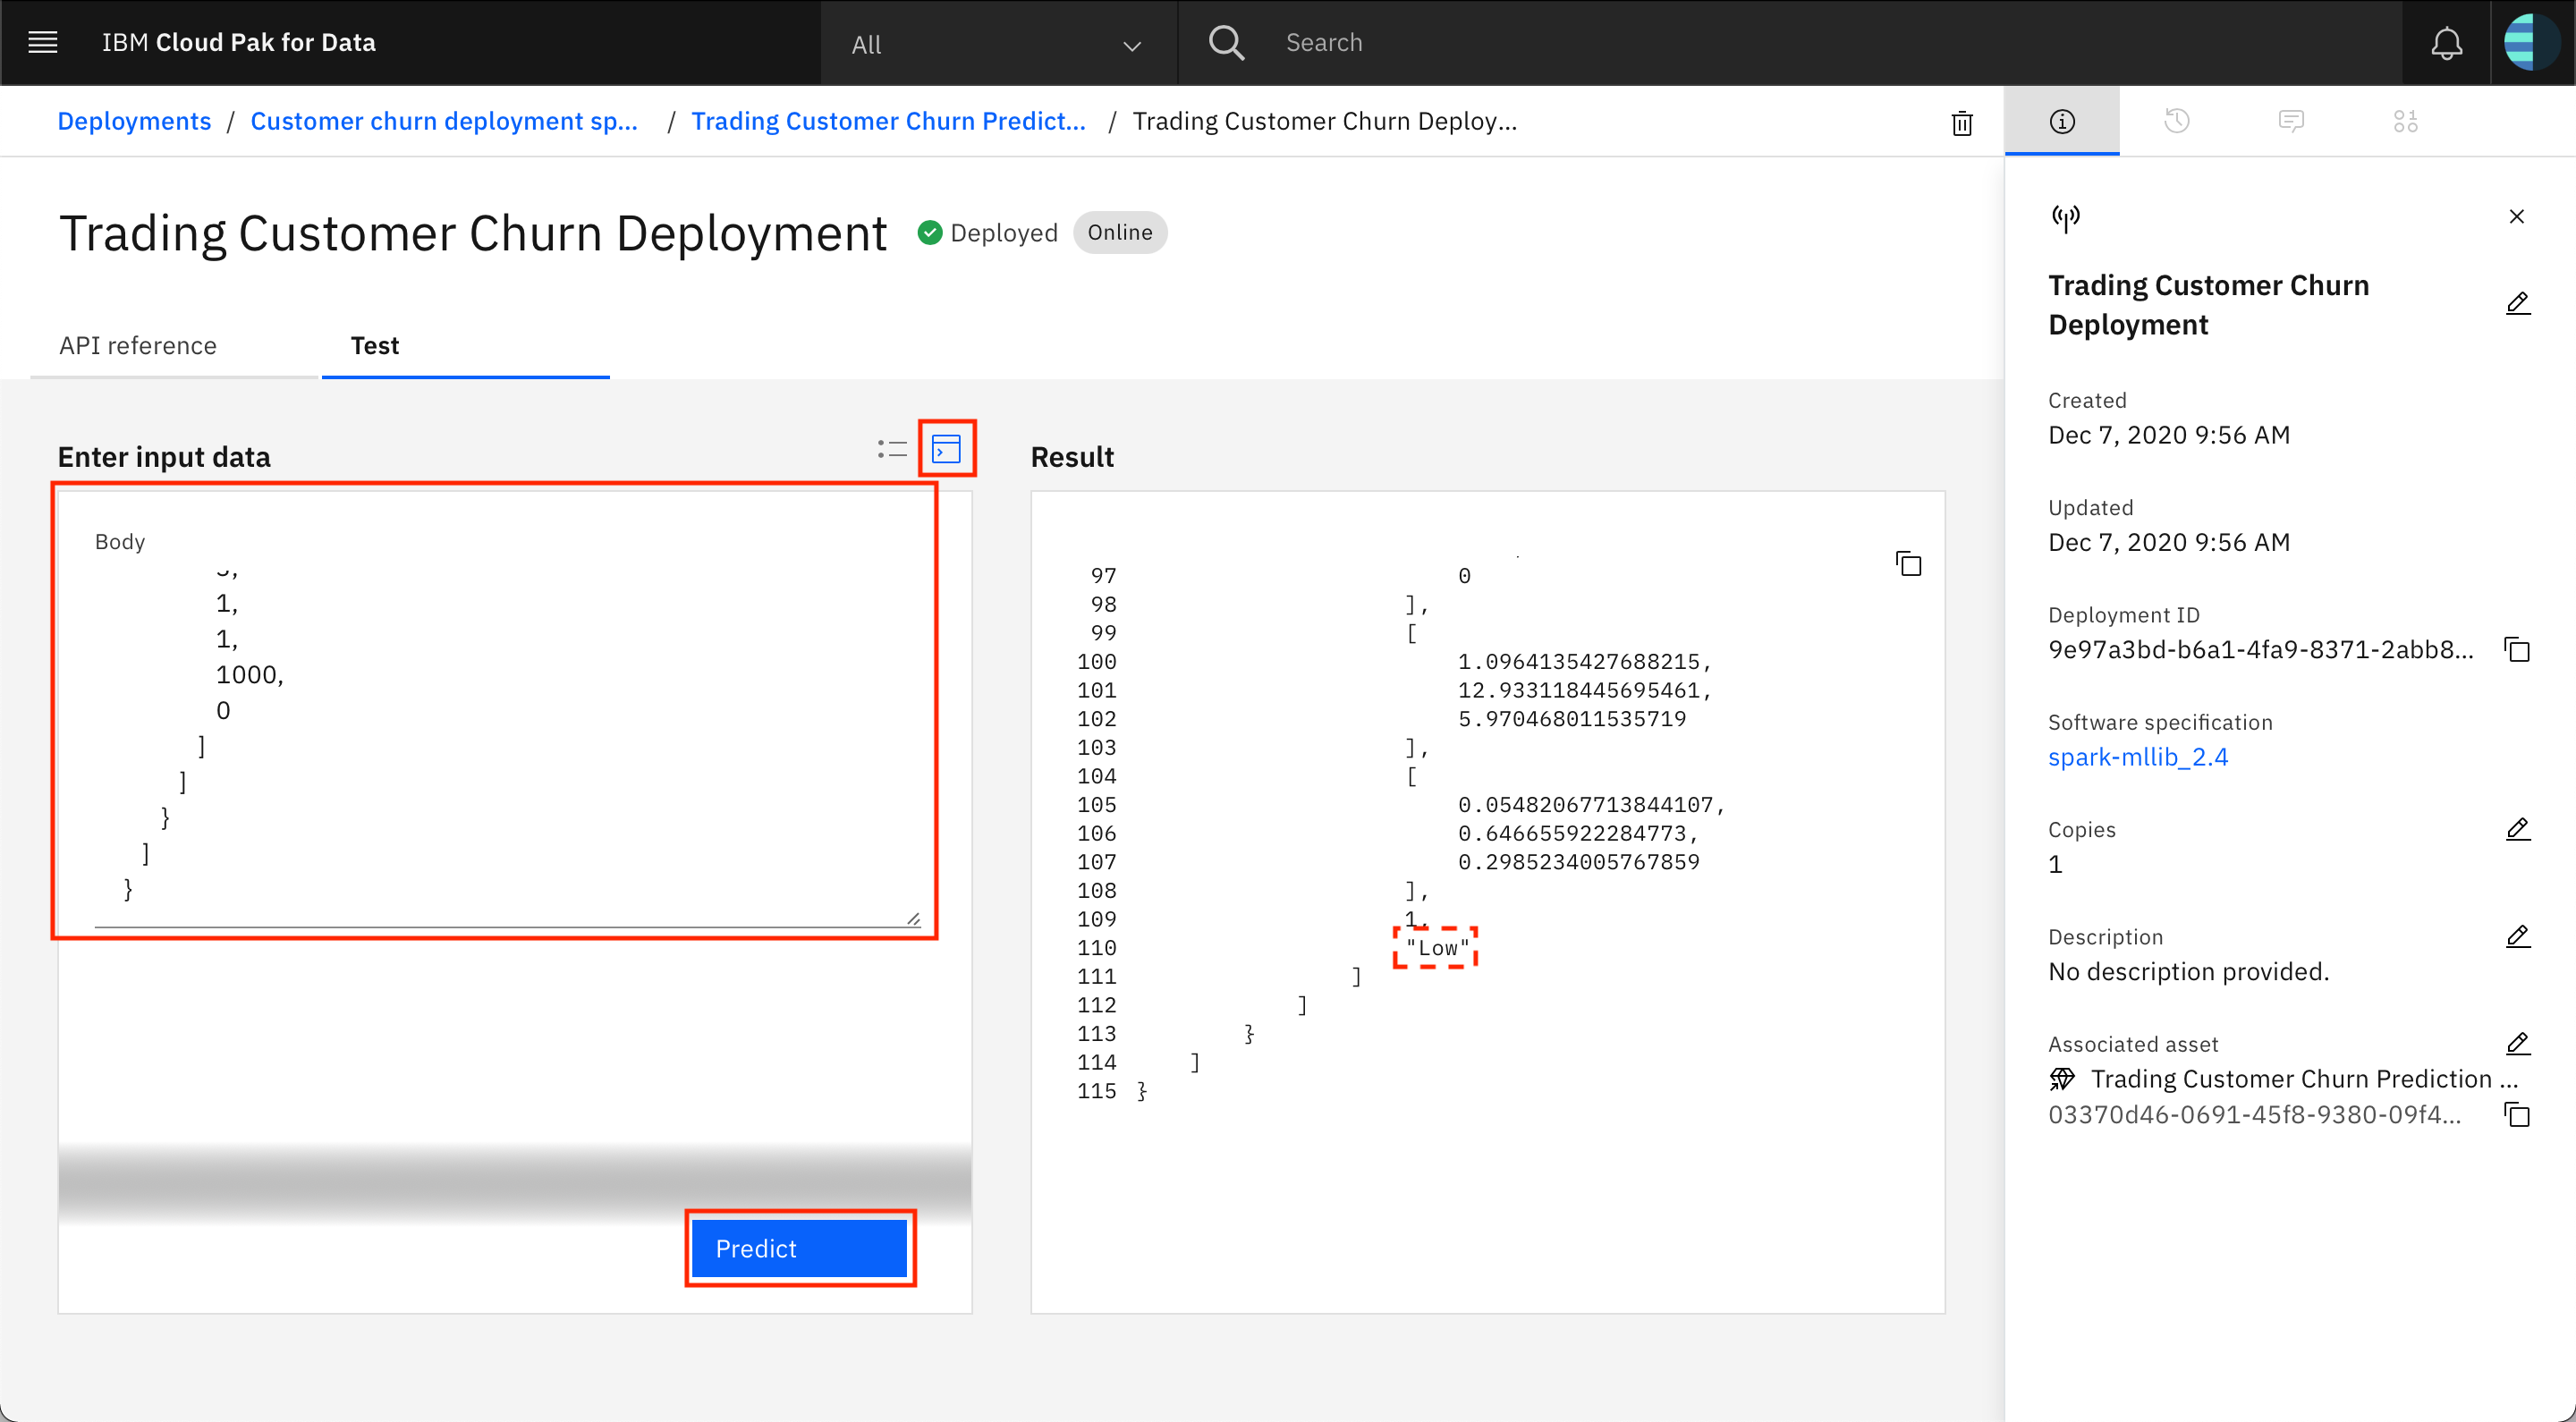 IBM Cloud Pak for Data
All
Search
Deployments / Customer churn deployment sp... / Trading Customer Churn Predict... / Trading Customer Churn Deploy...
Trading Customer Churn Deployment
Deployed
Online
API reference
Test
Enter input data
Body
1,
1,
1000,
0
]
]
}
]
}
Predict
Result
97 0
98 ],
99 [
100 1.0964135427688215,
101 12.933118445695461,
102 5.970468011535719
103 ],
104 [
105 0.05482067713844107,
106 0.646655922284773,
107 0.2985234005767859
108 ],
109 1,
110 "Low"
111 ]
112 ]
113 }
114 ]
115 }
Trading Customer Churn
Deployment
Created
Dec 7, 2020 9:56 AM
Updated
Dec 7, 2020 9:56 AM
Deployment ID
9e97a3bd-b6a1-4fa9-8371-2abb8...
Software specification
spark-mllib_2.4
Copies
1
Description
No description provided.
Associated asset
Trading Customer Churn Prediction ...
03370d46-0691-45f8-9380-09f4...